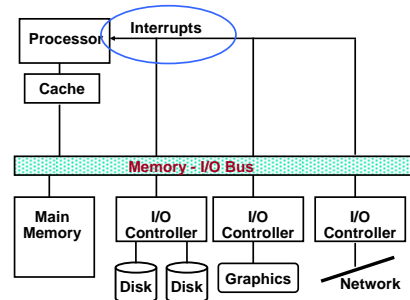 Interrupts
Processor
Cache
Memory - I/O Bus
Main
Memory
I/O
Controller
I/O
Controller
I/O
Controller
Disk
Disk
Graphics
Network